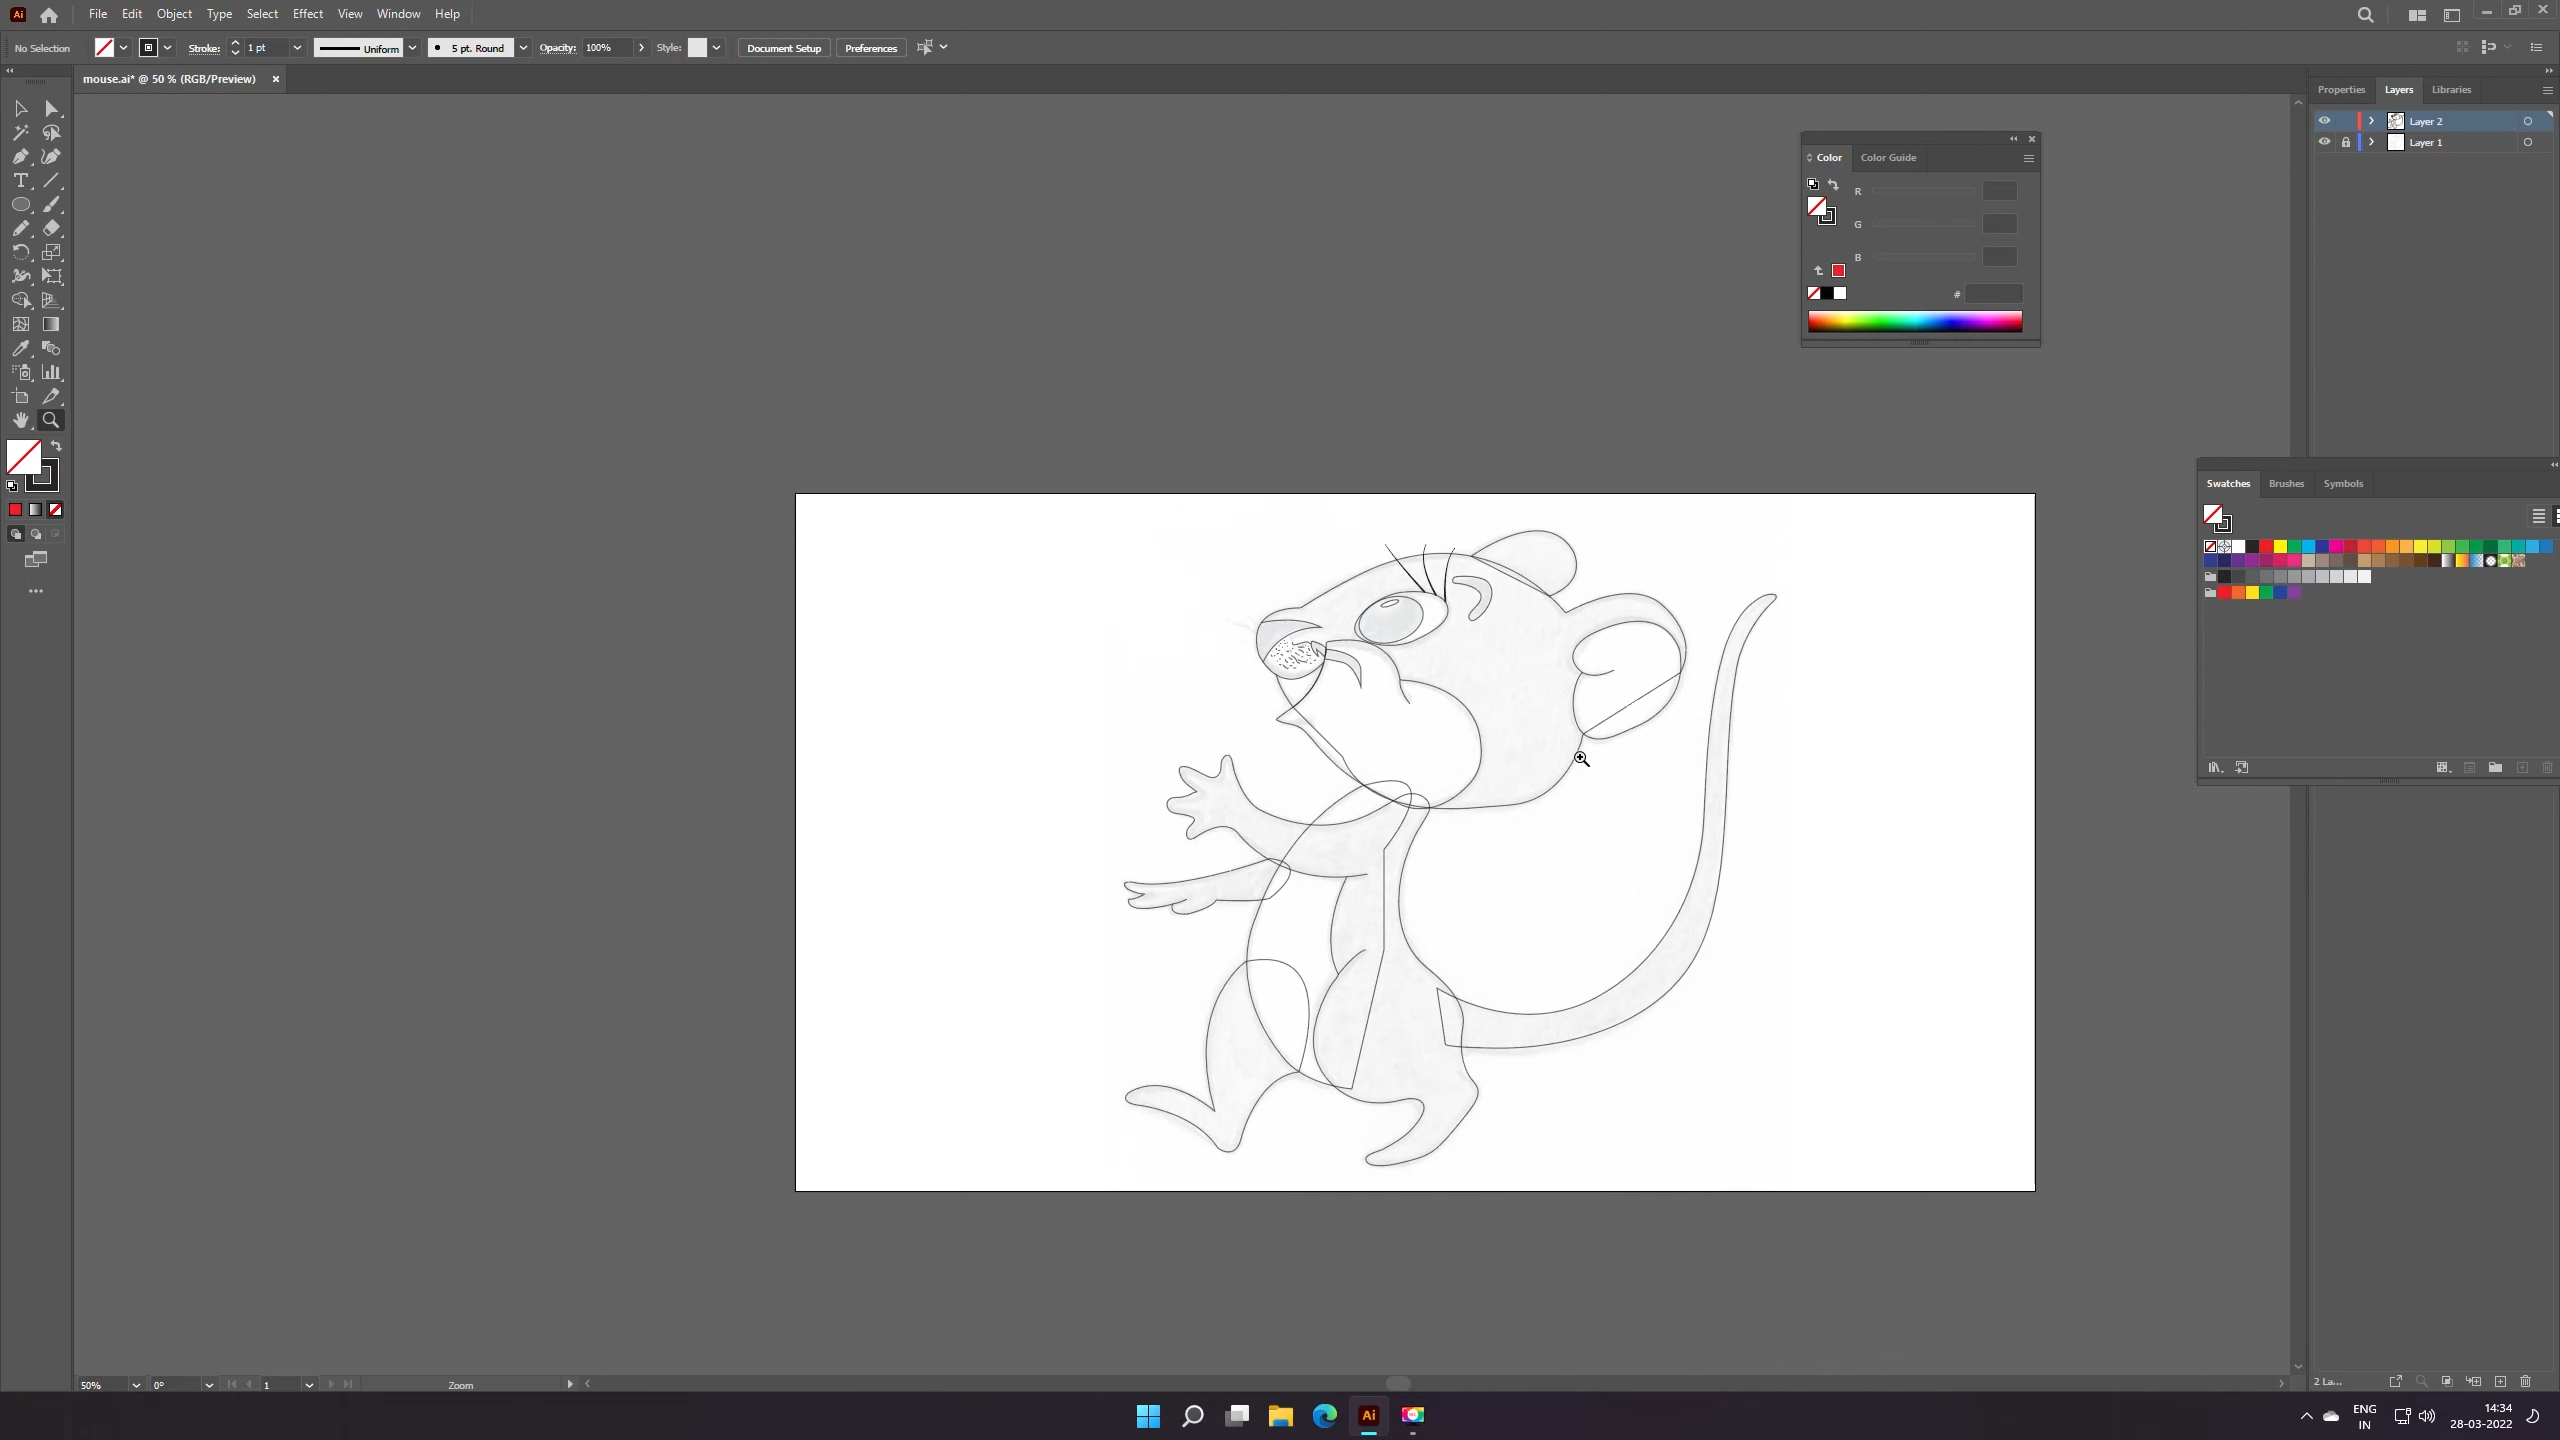 Ai File Edit Object Type Select Effect View Window Help
No Selection Stroke: 1 pt Uniform 5 pt. Round Opacity: 100% Style: Document Setup Preferences
mouse.ai* @ 50 % (RGB/Preview)
Properties Layers Libraries
Layer 2
Layer 1
Color Color Guide
R
G
B
#
Swatches Brushes Symbols
50% 0° 1 Zoom
2 La...
Ai
ENG
IN
14:34
28-03-2022